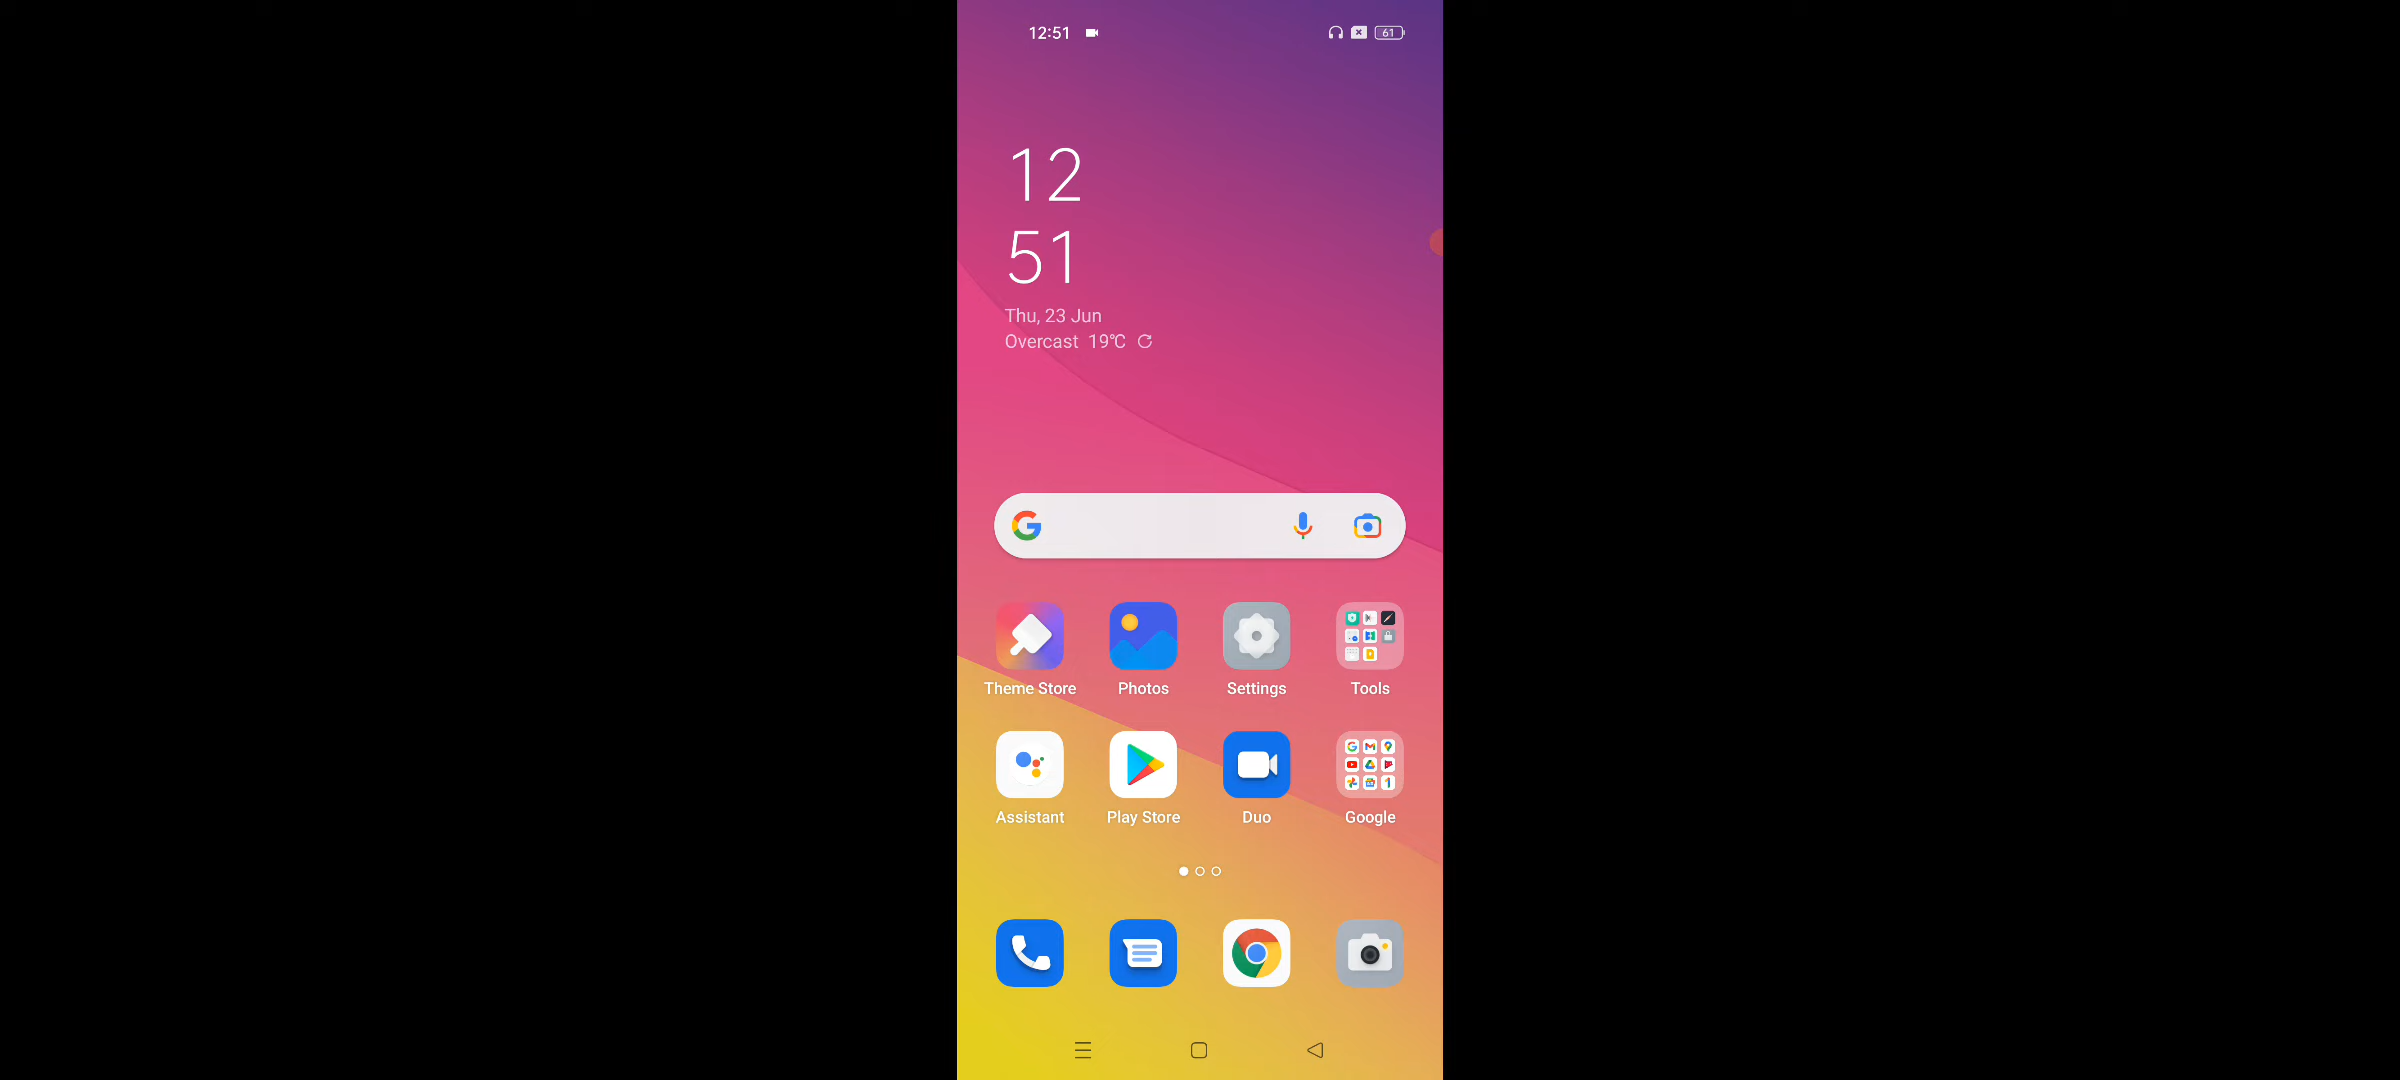 12:51
61
12
51
Thu, 23 Jun
Overcast 19°C
Theme Store
Photos
Settings
Tools
Assistant
Play Store
Duo
Google